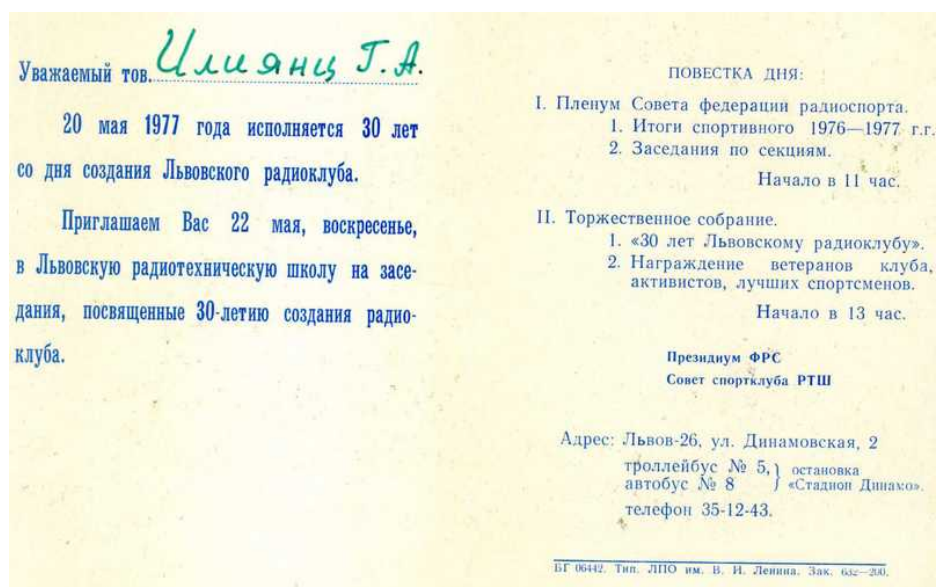 Уважаемый тов. Илиянц Г.А.
20 мая 1977 года исполняется 30 лет
со дня создания Львовского радиоклуба.
Приглашаем Вас 22 мая, воскресенье,
в Львовскую радиотехническую школу на засе-
дания, посвященные 30-летию создания радио-
клуба.
ПОВЕСТКА ДНЯ:
I. Пленум Совета федерации радиоспорта.
1. Итоги спортивного 1976—1977 г.г.
2. Заседания по секциям.
Начало в 11 час.
II. Торжественное собрание.
1. «30 лет Львовскому радиоклубу».
2. Награждение ветеранов клуба,
активистов, лучших спортсменов.
Начало в 13 час.
Президиум ФРС
Совет спортклуба РТШ
Адрес: Львов-26, ул. Динамовская, 2
троллейбус № 5, остановка
автобус № 8 «Стадион Динамо».
телефон 35-12-43.
БГ 06442. Тип. ЛПО им. В. И. Ленина. Зак. 632—200.